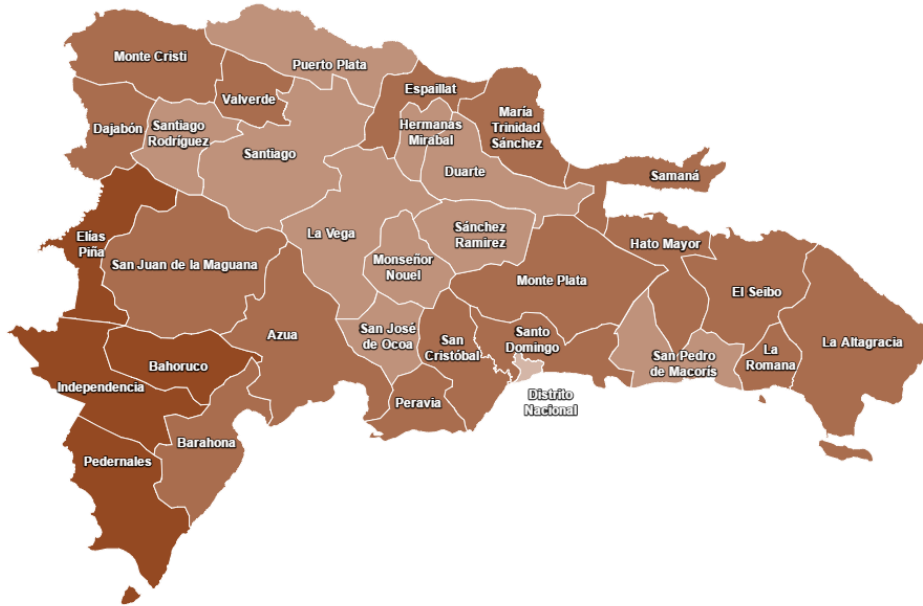 Monte Cristi
Puerto Plata
Espaillat
Valverde
María
Trinidad
Sánchez
Dajabón
Santiago
Rodríguez
Hermanas
Mirabal
Santiago
Duarte
Samaná
Elías
Piña
La Vega
Sánchez
Ramirez
Hato Mayor
San Juan de la Maguana
Monseñor
Nouel
Monte Plata
El Seibo
Azua
San José
de Ocoa
San
Cristóbal
Santo
Domingo
La Altagracia
Bahoruco
San Pedro
de Macorís
La
Romana
Independencia
Peravia
Distrito
Nacional
Barahona
Pedernales